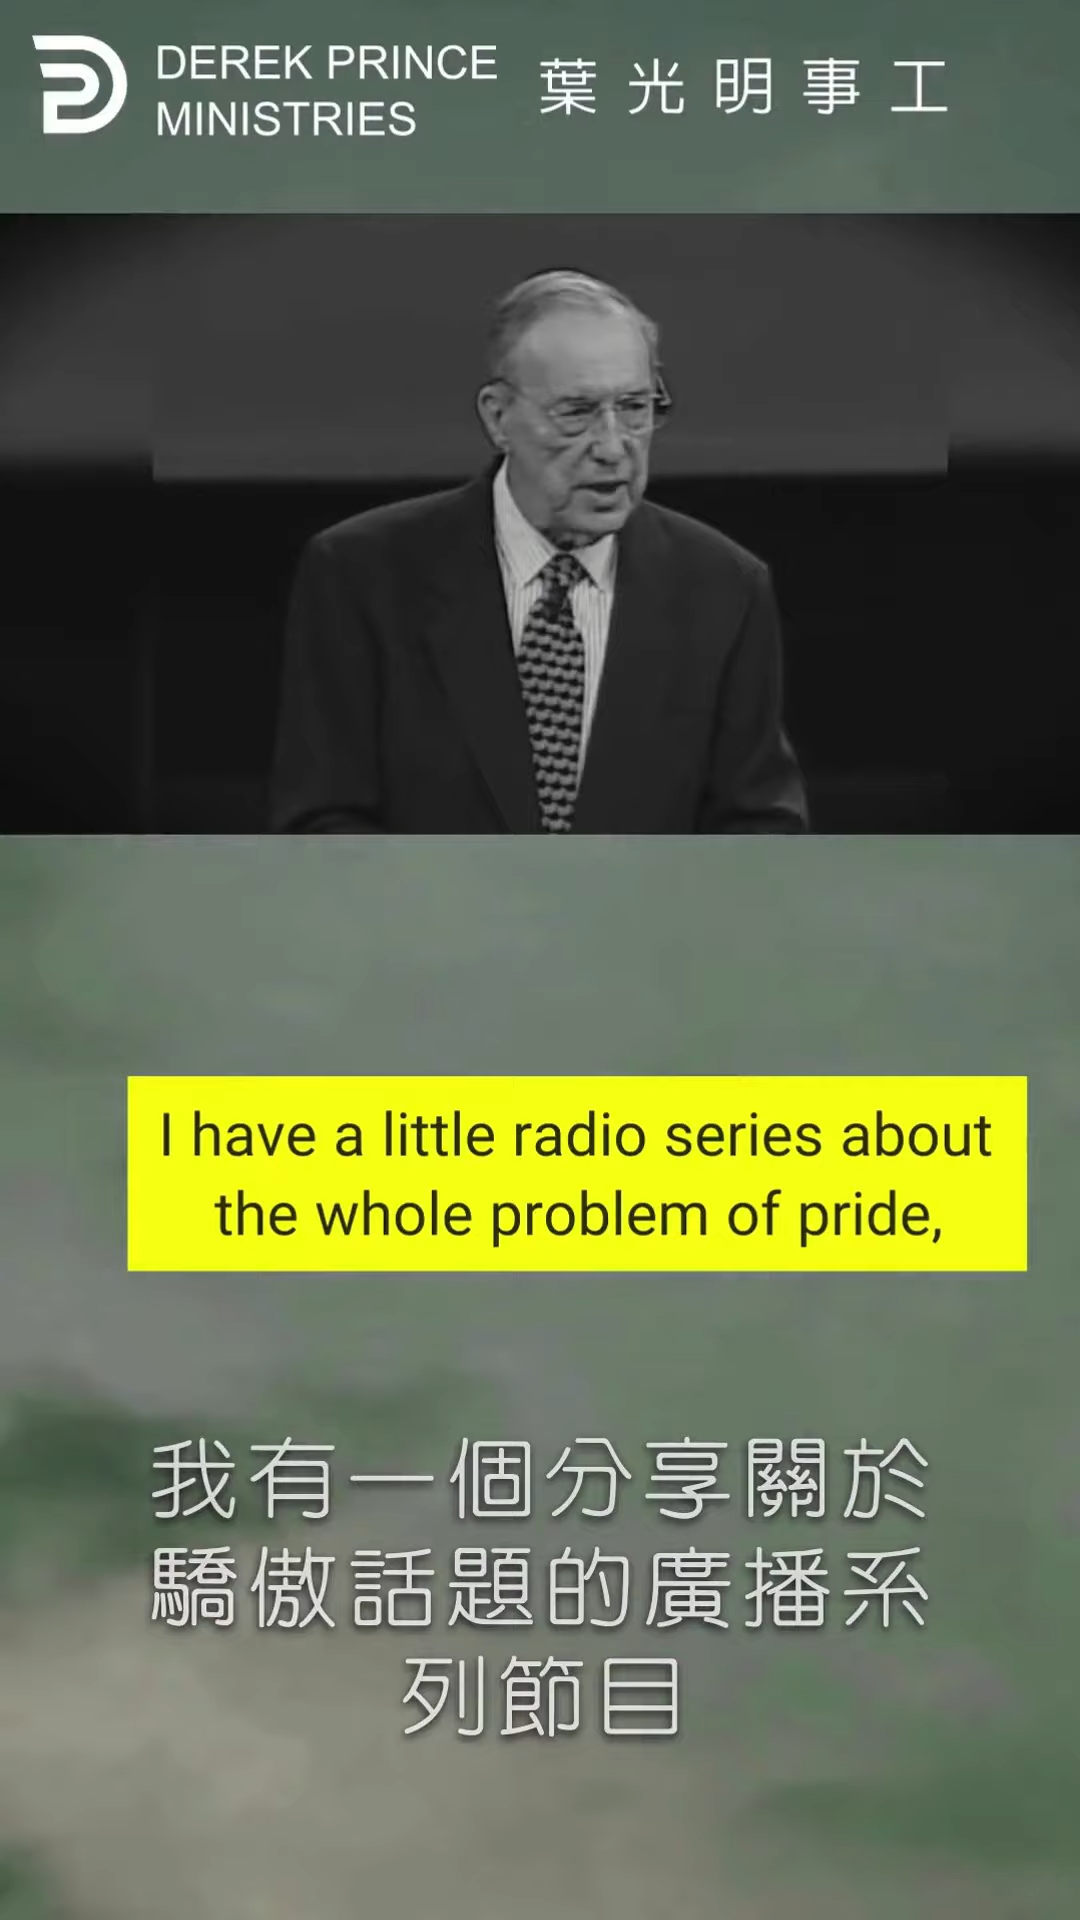 DEREK PRINCE
MINISTRIES
葉光明事工
I have a little radio series about
the whole problem of pride,
我有一個分享關於
驕傲話題的廣播系
列節目